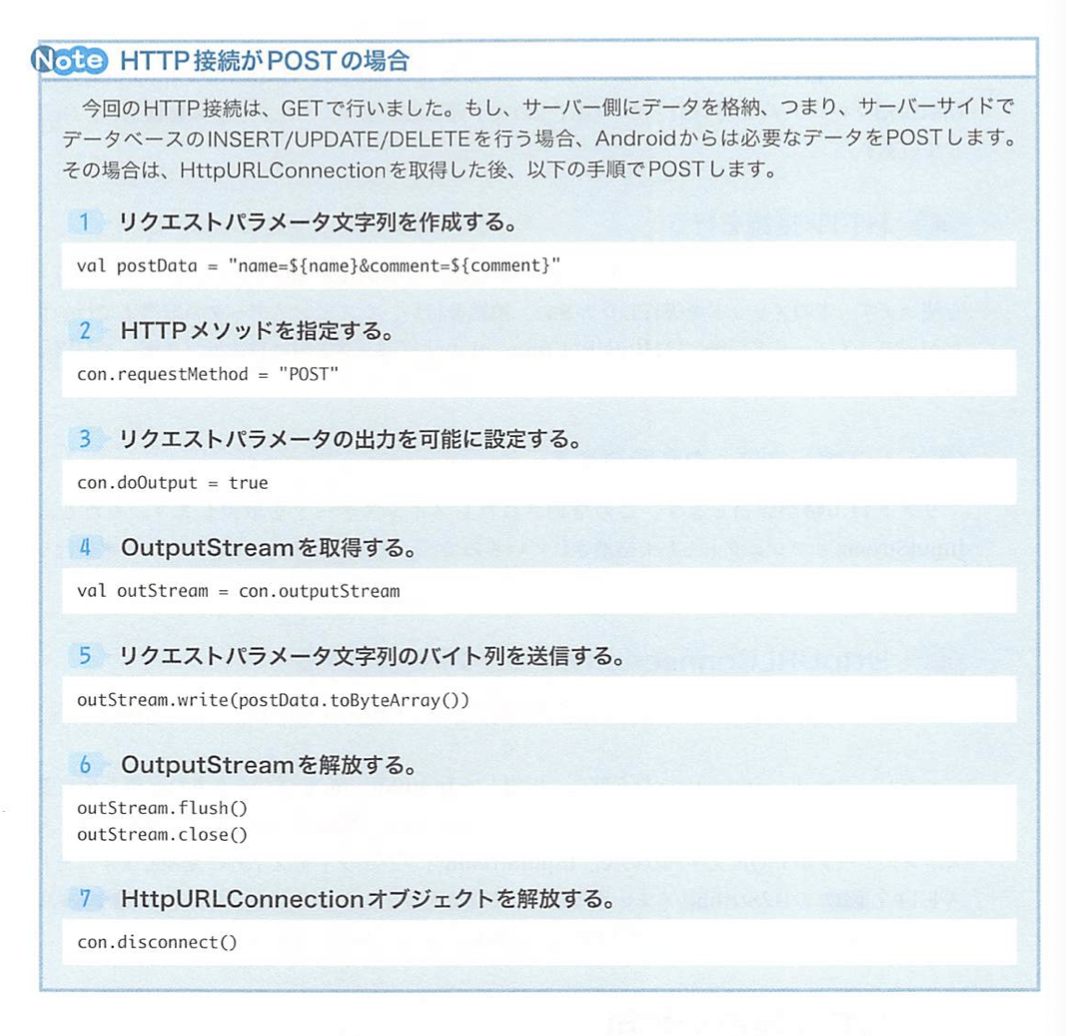 Note HTTP接続がPOSTの場合
今回のHTTP接続は、GETで行いました。もし、サーバー側にデータを格納、つまり、サーバーサイドで
データベースのINSERT/UPDATE/DELETEを行う場合、Androidからは必要なデータをPOSTします。
その場合は、HttpURLConnectionを取得した後、以下の手順でPOSTします。
1 リクエストパラメータ文字列を作成する。
val postData = "name=${name}&comment=${comment}"
2 HTTPメソッドを指定する。
con.requestMethod = "POST"
3 リクエストパラメータの出力を可能に設定する。
con.doOutput = true
4 OutputStreamを取得する。
val outStream = con.outputStream
5 リクエストパラメータ文字列のバイト列を送信する。
outStream.write(postData.toByteArray())
6 OutputStreamを解放する。
outStream.flush()
outStream.close()
7 HttpURLConnectionオブジェクトを解放する。
con.disconnect()